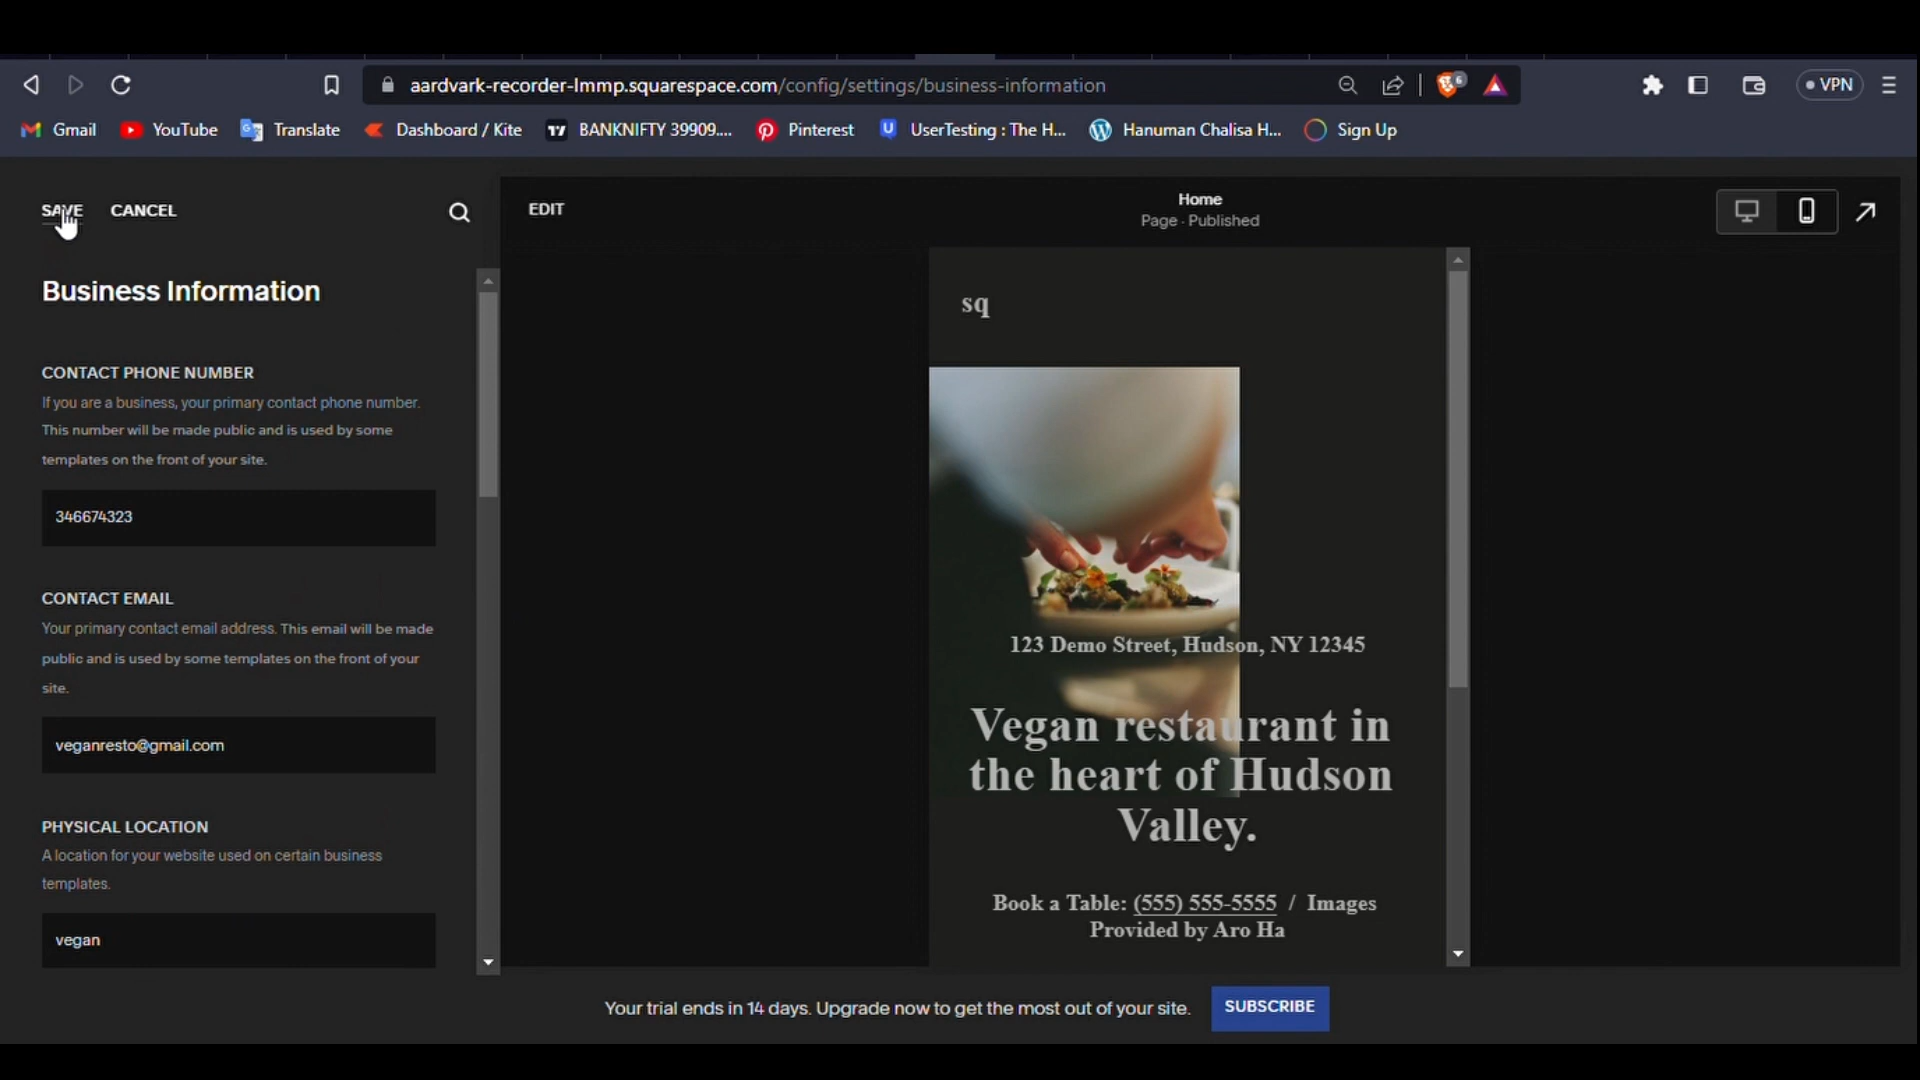 aardvark-recorder-lmmp.squarespace.com/config/settings/business-information
6
VPN
Gmail
YouTube
Translate
Dashboard / Kite
BANKNIFTY 39909....
Pinterest
UserTesting : The H...
Hanuman Chalisa H...
Sign Up
SAVE
CANCEL
EDIT
Home
Page · Published
Business Information
CONTACT PHONE NUMBER
If you are a business, your primary contact phone number.
This number will be made public and is used by some
templates on the front of your site.
346674323
CONTACT EMAIL
Your primary contact email address. This email will be made
public and is used by some templates on the front of your
site.
veganresto@gmail.com
PHYSICAL LOCATION
A location for your website used on certain business
templates.
vegan
sq
123 Demo Street, Hudson, NY 12345
Vegan restaurant in
the heart of Hudson
Valley.
Book a Table: (555) 555-5555 / Images
Provided by Aro Ha
Your trial ends in 14 days. Upgrade now to get the most out of your site.
SUBSCRIBE